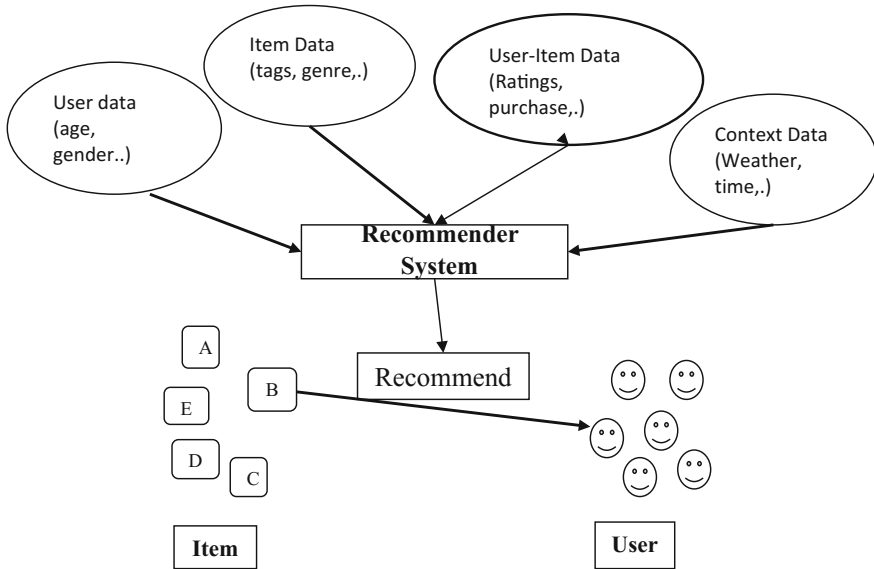 User data
(age,
gender..)
Item Data
(tags, genre,.)
User-Item Data
(Ratings,
purchase,.)
Context Data
(Weather,
time,.)
Recommender
System
Recommend
A
B
E
D
C
Item
User